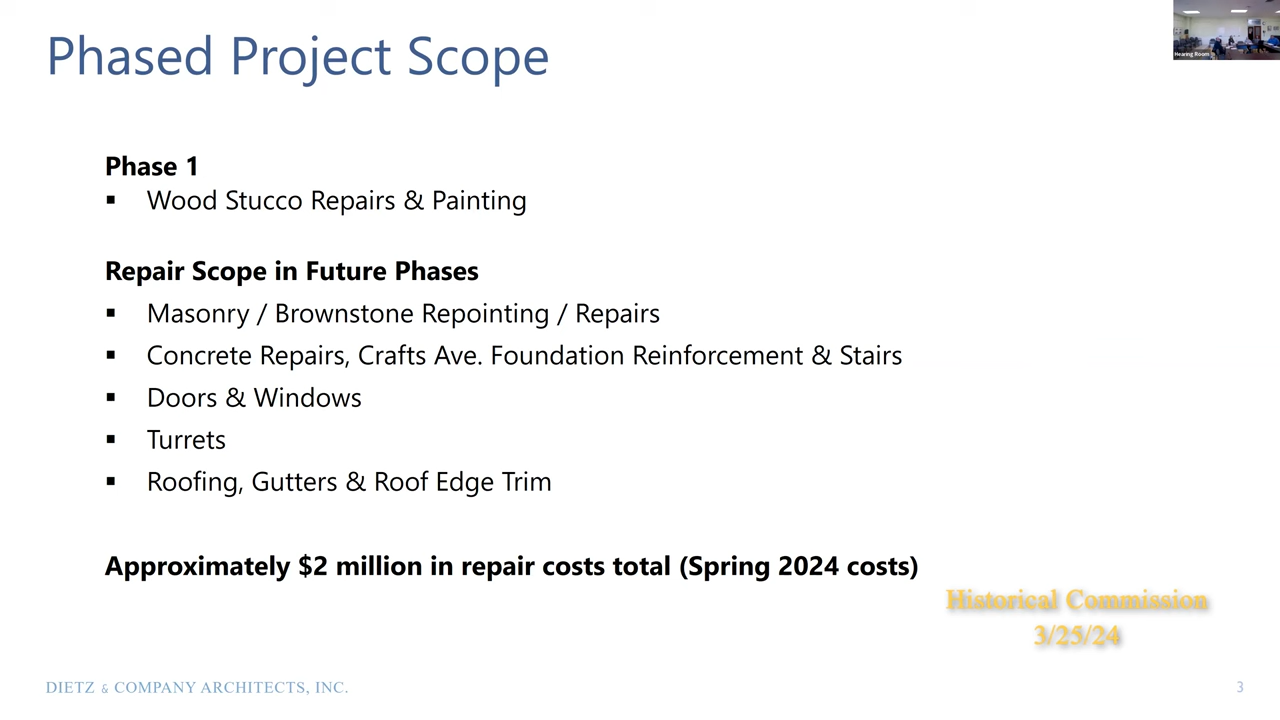 Phased Project Scope
Hearing Room
Phase 1
▪ Wood Stucco Repairs & Painting
Repair Scope in Future Phases
▪ Masonry / Brownstone Repointing / Repairs
▪ Concrete Repairs, Crafts Ave. Foundation Reinforcement & Stairs
▪ Doors & Windows
▪ Turrets
▪ Roofing, Gutters & Roof Edge Trim
Approximately $2 million in repair costs total (Spring 2024 costs)
Historical Commission
3/25/24
DIETZ & COMPANY ARCHITECTS, INC.
3